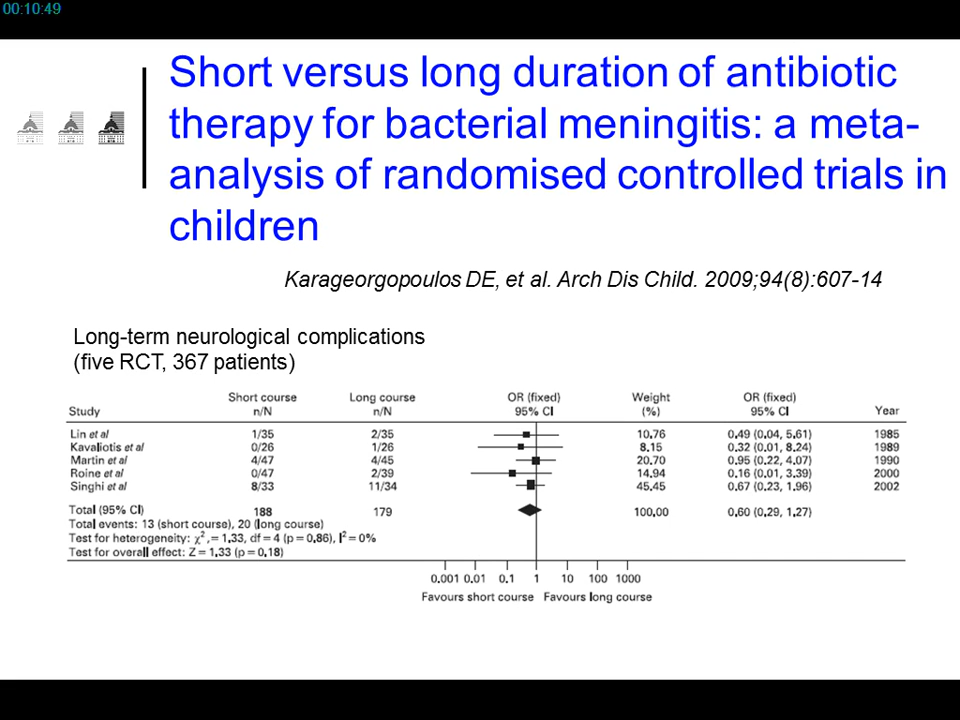 00:10:49
Short versus long duration of antibiotic
therapy for bacterial meningitis: a meta-
analysis of randomised controlled trials in
children
Karageorgopoulos DE, et al. Arch Dis Child. 2009;94(8):607-14
Long-term neurological complications
(five RCT, 367 patients)
Short course Long course OR (fixed) Weight OR (fixed)
Study n/N n/N 95% CI (%) 95% CI Year
Lin et al 1/35 2/35 10.76 0.49 (0.04, 5.61) 1985
Kavaliotis et al 0/26 1/26 8.15 0.32 (0.01, 8.24) 1989
Martin et al 4/47 4/45 20.70 0.95 (0.22, 4.07) 1990
Roine et al 0/47 2/39 14.94 0.16 (0.01, 3.39) 2000
Singhi et al 8/33 11/34 45.45 0.67 (0.23, 1.96) 2002
Total (95% CI) 188 179 100.00 0.60 (0.29, 1.27)
Total events: 13 (short course), 20 (long course)
Test for heterogeneity: χ², = 1.33, df = 4 (p = 0.86), I² = 0%
Test for overall effect: Z = 1.33 (p = 0.18)
0.001 0.01 0.1 1 10 100 1000
Favours short course Favours long course